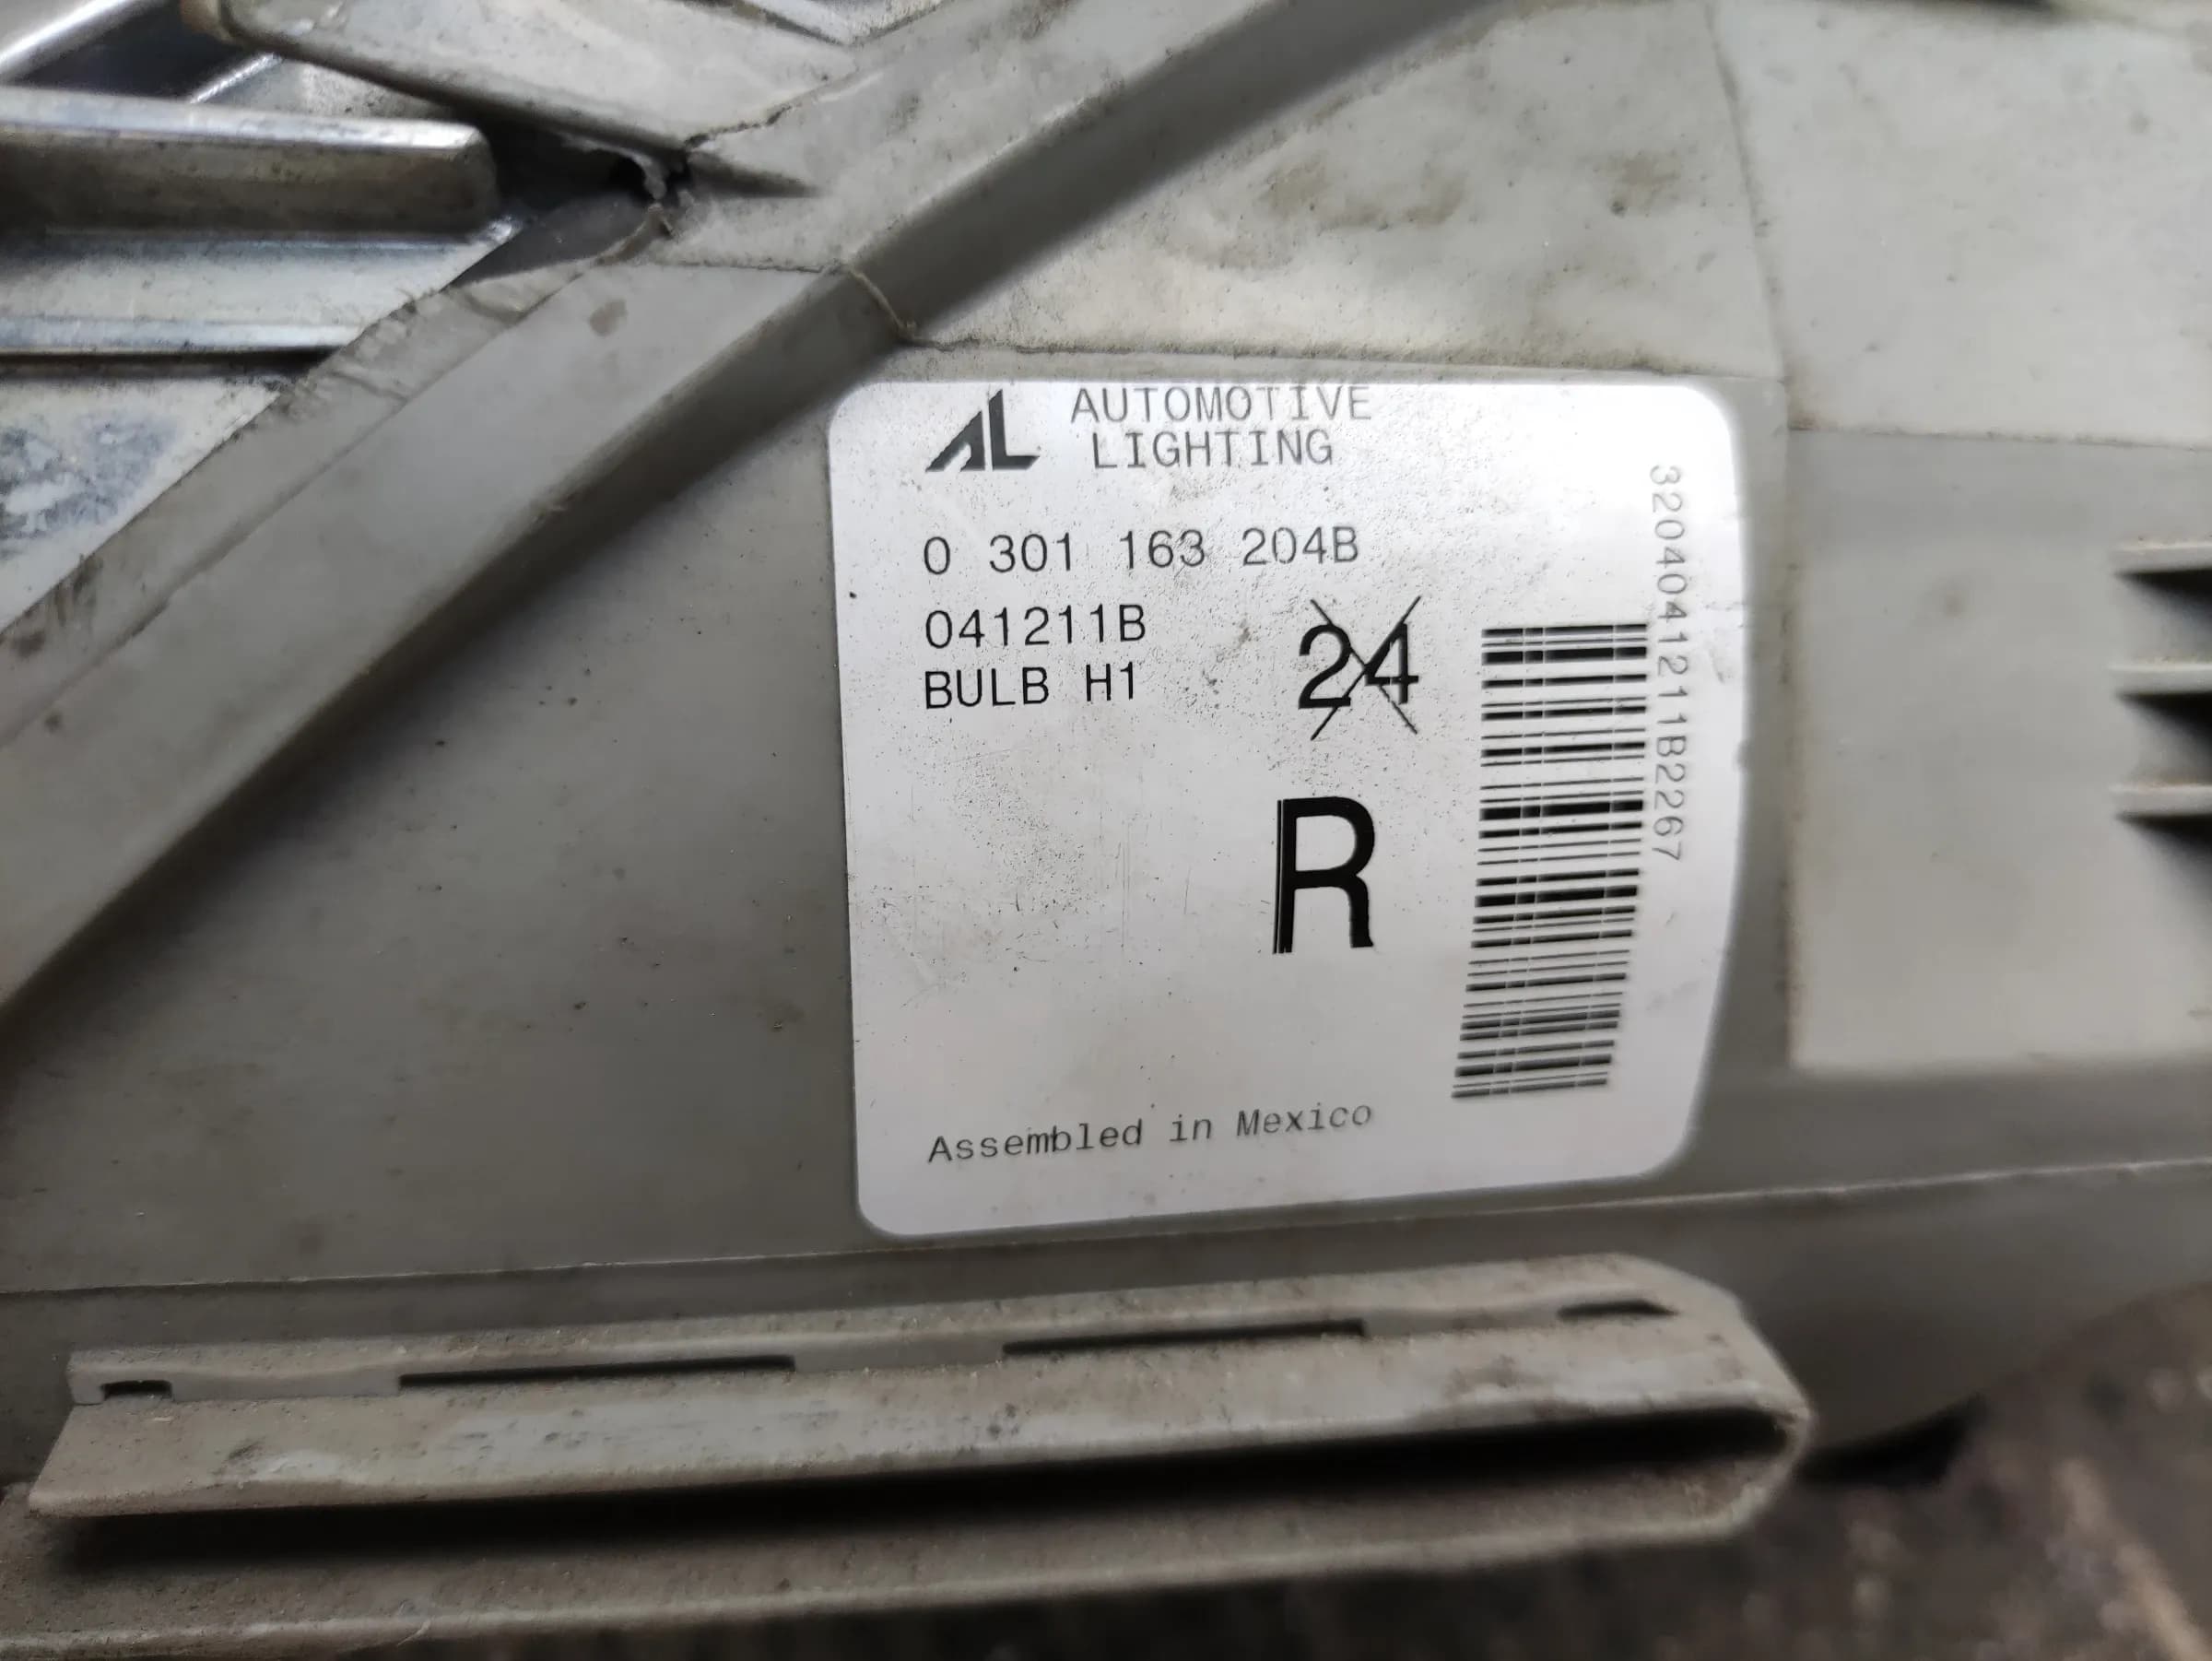 AL AUTOMOTIVE
LIGHTING
0 301 163 204B
041211B
BULB H1
24
R
Assembled in Mexico
3204041211B2267